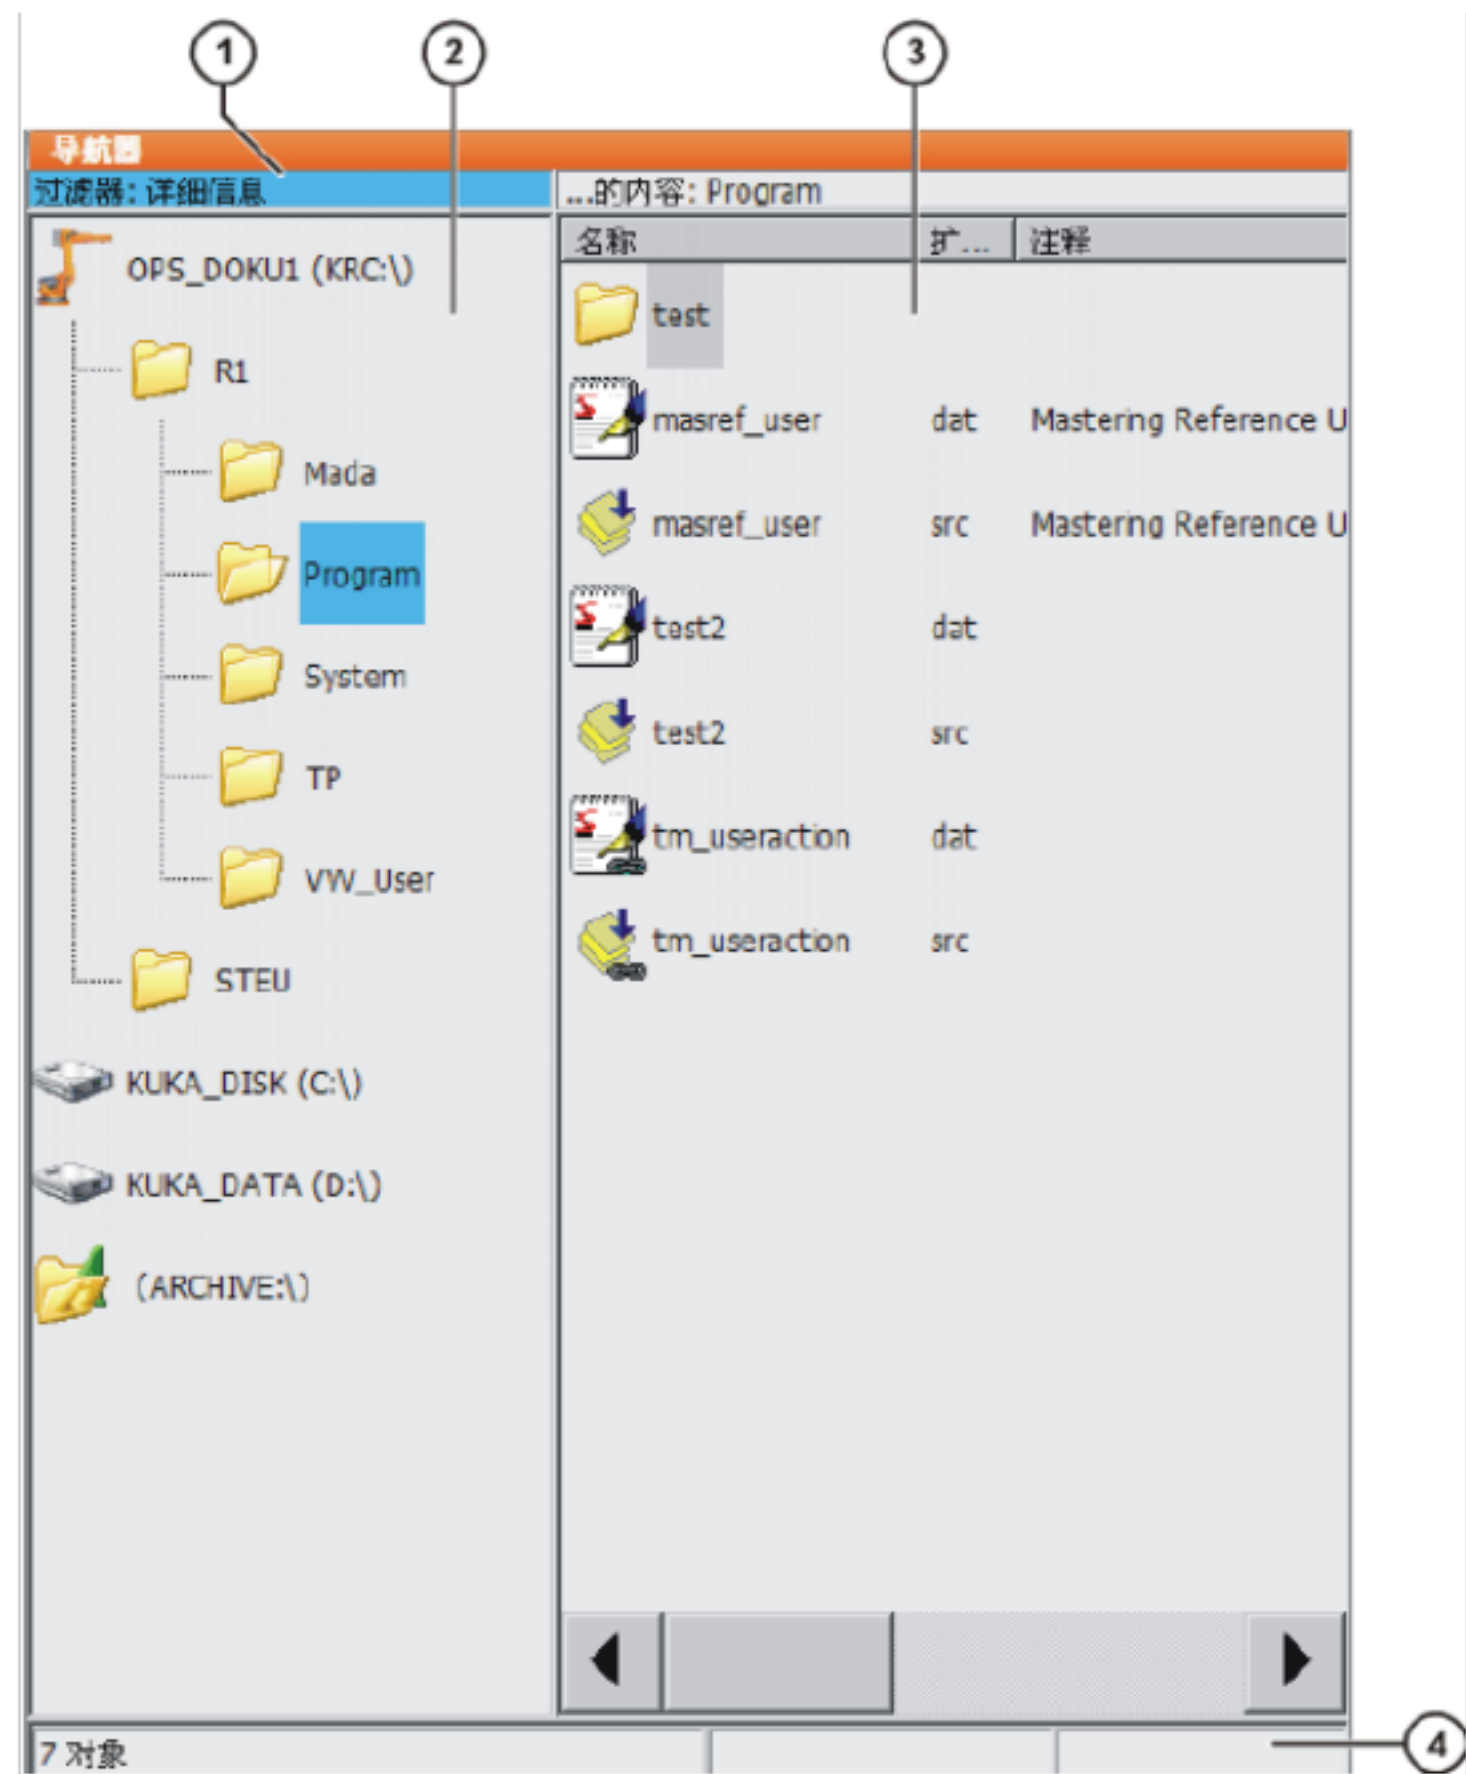 1 2 3
导航器
过滤器: 详细信息
...的内容: Program
名称 扩... 注释
OPS_DOKU1 (KRC:\)
R1
Mada
Program
System
TP
VW_User
STEU
KUKA_DISK (C:\)
KUKA_DATA (D:\)
(ARCHIVE:\)
test
masref_user dat Mastering Reference U
masref_user src Mastering Reference U
test2 dat
test2 src
tm_useraction dat
tm_useraction src
7 对象
4